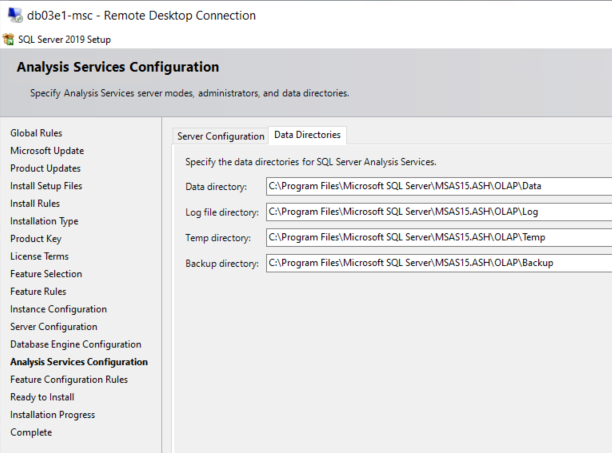 db03e1-msc - Remote Desktop Connection
SQL Server 2019 Setup
Analysis Services Configuration
Specify Analysis Services server modes, administrators, and data directories.
Global Rules
Microsoft Update
Product Updates
Install Setup Files
Install Rules
Installation Type
Product Key
License Terms
Feature Selection
Feature Rules
Instance Configuration
Server Configuration
Database Engine Configuration
Analysis Services Configuration
Feature Configuration Rules
Ready to Install
Installation Progress
Complete
Server Configuration Data Directories
Specify the data directories for SQL Server Analysis Services.
Data directory: C:\Program Files\Microsoft SQL Server\MSAS15.ASH\OLAP\Data
Log file directory: C:\Program Files\Microsoft SQL Server\MSAS15.ASH\OLAP\Log
Temp directory: C:\Program Files\Microsoft SQL Server\MSAS15.ASH\OLAP\Temp
Backup directory: C:\Program Files\Microsoft SQL Server\MSAS15.ASH\OLAP\Backup